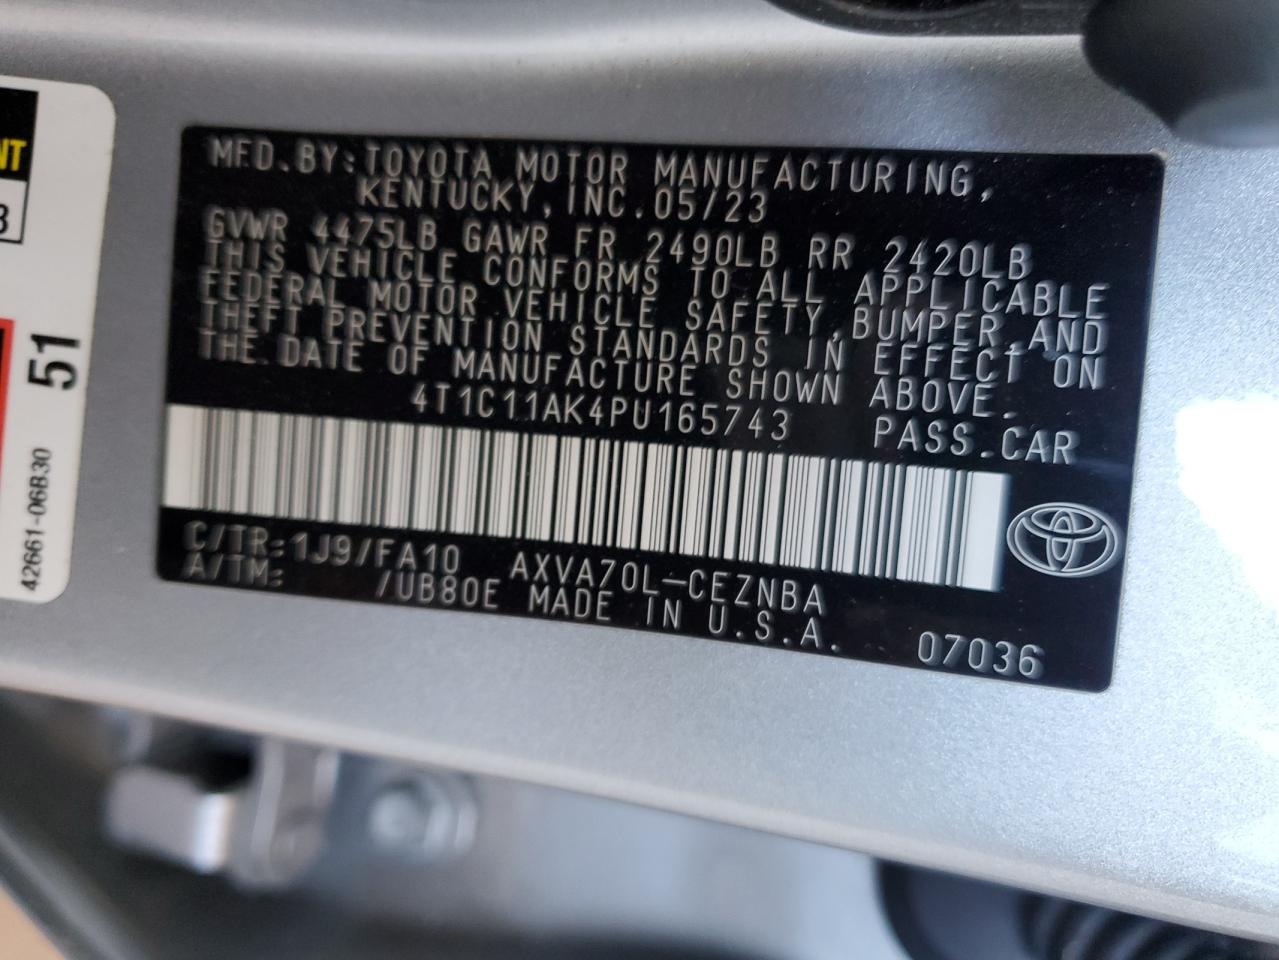 NT
3
51
42661-06B30
MFD.BY:TOYOTA MOTOR MANUFACTURING,
KENTUCKY,INC.05/23
GVWR 4475LB GAWR FR 2490LB RR 2420LB
THIS VEHICLE CONFORMS TO ALL APPLICABLE
FEDERAL MOTOR VEHICLE SAFETY,BUMPER,AND
THEFT PREVENTION STANDARDS IN EFFECT ON
THE DATE OF MANUFACTURE SHOWN ABOVE.
4T1C11AK4PU165743 PASS.CAR
C/TR:1J9/FA10 AXVA70L-CEZNBA
A/TM: /UB80E MADE IN U.S.A. 07036